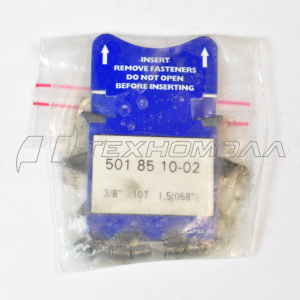 INSERT
REMOVE FASTENERS
DO NOT OPEN
BEFORE INSERTING
ТЕХНОМОЛЛ
501 85 10-02
3/8" 10T 1.5(058")